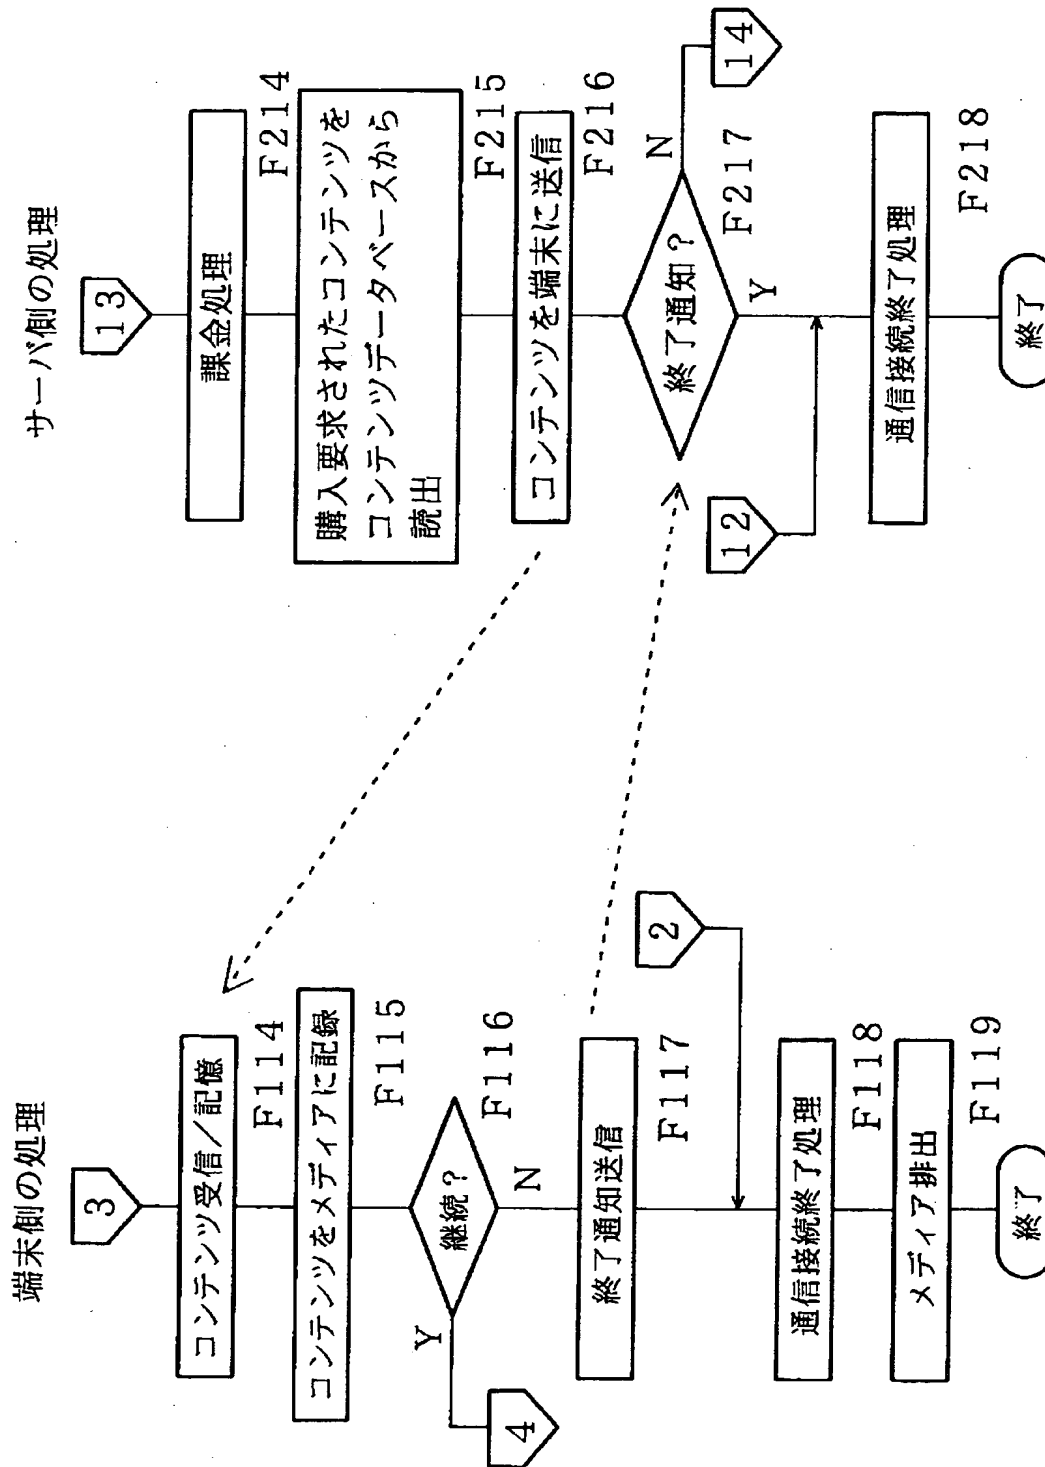 端末側の処理
3
コンテンツ受信/記憶
F114
コンテンツをメディアに記録
F115
継続?
F116
Y
N
4
終了通知送信
F117
2
通信接続終了処理
F118
メディア排出
F119
終了
サーバ側の処理
13
課金処理
F214
購入要求されたコンテンツを
コンテンツデータベースから
読出
F215
コンテンツを端末に送信
F216
終了通知?
F217
N
14
Y
12
通信接続終了処理
F218
終了